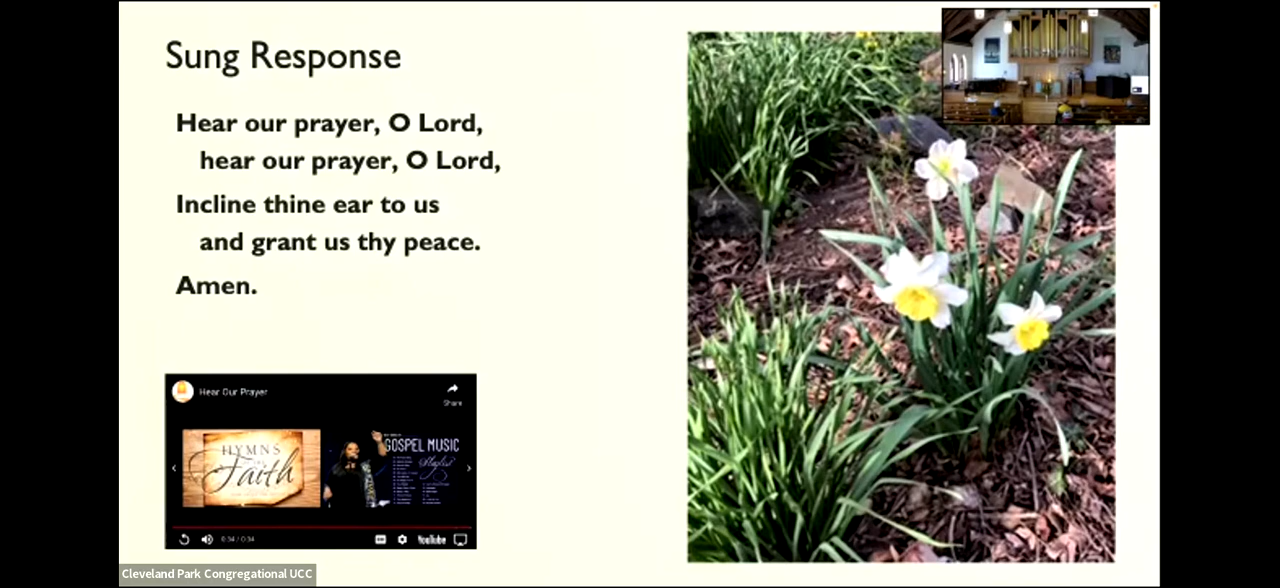 Sung Response
Hear our prayer, O Lord,
hear our prayer, O Lord,
Incline thine ear to us
and grant us thy peace.
Amen.
Hear Our Prayer
Share
HYMNS
Faith
GOSPEL MUSIC
Playlist
0:34 / 0:34
YouTube
Cleveland Park Congregational UCC